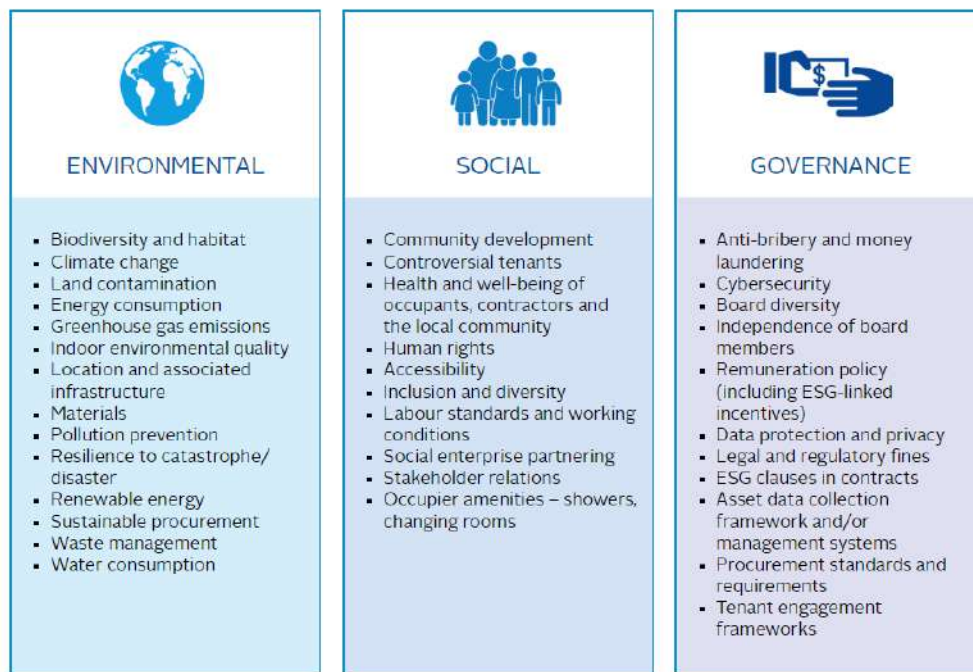 ENVIRONMENTAL
▪ Biodiversity and habitat
▪ Climate change
▪ Land contamination
▪ Energy consumption
▪ Greenhouse gas emissions
▪ Indoor environmental quality
▪ Location and associated
infrastructure
▪ Materials
▪ Pollution prevention
▪ Resilience to catastrophe/
disaster
▪ Renewable energy
▪ Sustainable procurement
▪ Waste management
▪ Water consumption
SOCIAL
▪ Community development
▪ Controversial tenants
▪ Health and well-being of
occupants, contractors and
the local community
▪ Human rights
▪ Accessibility
▪ Inclusion and diversity
▪ Labour standards and working
conditions
▪ Social enterprise partnering
▪ Stakeholder relations
▪ Occupier amenities – showers,
changing rooms
$
GOVERNANCE
▪ Anti-bribery and money
laundering
▪ Cybersecurity
▪ Board diversity
▪ Independence of board
members
▪ Remuneration policy
(including ESG-linked
incentives)
▪ Data protection and privacy
▪ Legal and regulatory fines
▪ ESG clauses in contracts
▪ Asset data collection
framework and/or
management systems
▪ Procurement standards and
requirements
▪ Tenant engagement
frameworks